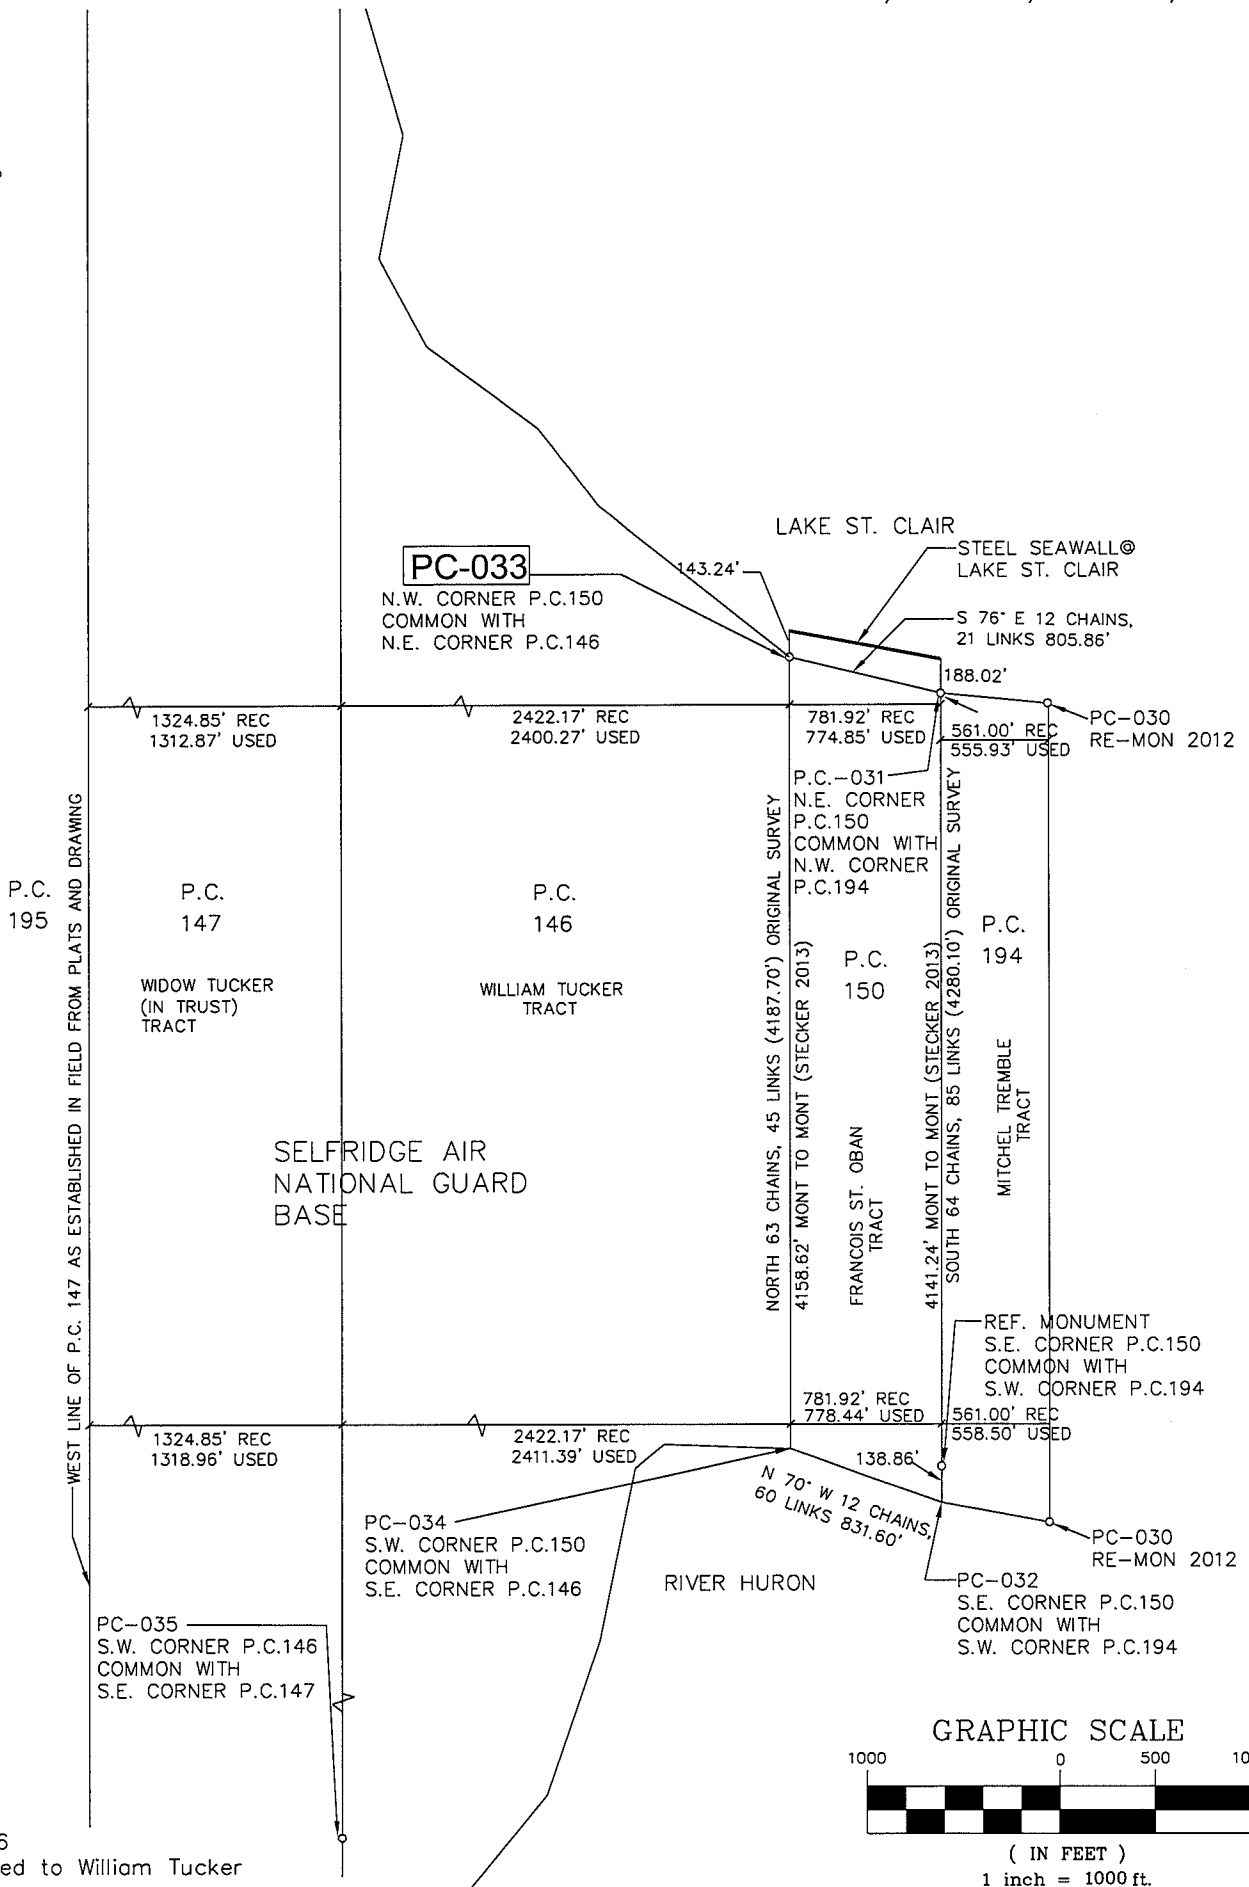 LAKE ST. CLAIR
STEEL SEAWALL@
LAKE ST. CLAIR
PC-033
N.W. CORNER P.C.150
COMMON WITH
N.E. CORNER P.C.146
143.24'
S 76° E 12 CHAINS,
21 LINKS 805.86'
188.02'
PC-030
RE-MON 2012
1324.85' REC
1312.87' USED
2422.17' REC
2400.27' USED
781.92' REC
774.85' USED
561.00' REC
555.93' USED
P.C.-031
N.E. CORNER
P.C.150
COMMON WITH
N.W. CORNER
P.C.194
P.C.
195
WEST LINE OF P.C. 147 AS ESTABLISHED IN FIELD FROM PLATS AND DRAWING
P.C.
147
WIDOW TUCKER
(IN TRUST)
TRACT
P.C.
146
WILLIAM TUCKER
TRACT
NORTH 63 CHAINS, 45 LINKS (4187.70') ORIGINAL SURVEY
4158.62' MONT TO MONT (STECKER 2013)
P.C.
150
FRANCOIS ST. OBAN
TRACT
4141.24' MONT TO MONT (STECKER 2013)
SOUTH 64 CHAINS, 85 LINKS (4280.10') ORIGINAL SURVEY
P.C.
194
MITCHEL TREMBLE
TRACT
SELFRIDGE AIR
NATIONAL GUARD
BASE
REF. MONUMENT
S.E. CORNER P.C.150
COMMON WITH
S.W. CORNER P.C.194
1324.85' REC
1318.96' USED
2422.17' REC
2411.39' USED
781.92' REC
778.44' USED
561.00' REC
558.50' USED
138.86'
N 70° W 12 CHAINS,
60 LINKS 831.60'
PC-034
S.W. CORNER P.C.150
COMMON WITH
S.E. CORNER P.C.146
RIVER HURON
PC-030
RE-MON 2012
PC-032
S.E. CORNER P.C.150
COMMON WITH
S.W. CORNER P.C.194
PC-035
S.W. CORNER P.C.146
COMMON WITH
S.E. CORNER P.C.147
GRAPHIC SCALE
1000 0 500 10
( IN FEET )
1 inch = 1000 ft.
6
ed to William Tucker